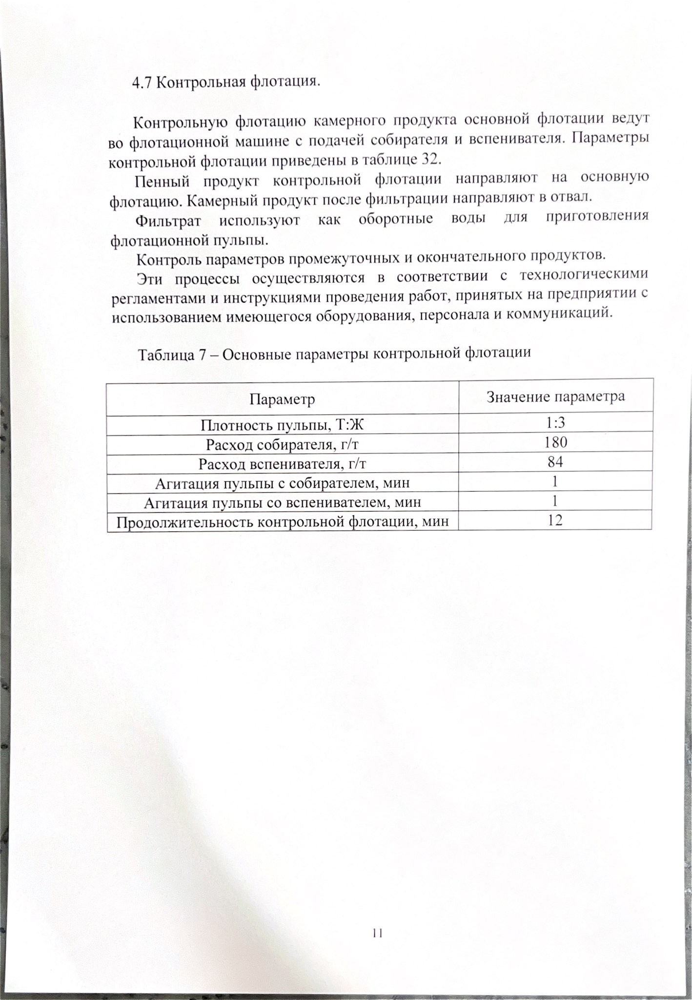 4.7 Контрольная флотация.
Контрольную флотацию камерного продукта основной флотации ведут
во флотационной машине с подачей собирателя и вспенивателя. Параметры
контрольной флотации приведены в таблице 32.
Пенный продукт контрольной флотации направляют на основную
флотацию. Камерный продукт после фильтрации направляют в отвал.
Фильтрат используют как оборотные воды для приготовления
флотационной пульпы.
Контроль параметров промежуточных и окончательного продуктов.
Эти процессы осуществляются в соответствии с технологическими
регламентами и инструкциями проведения работ, принятых на предприятии с
использованием имеющегося оборудования, персонала и коммуникаций.
Таблица 7 – Основные параметры контрольной флотации
Параметр Значение параметра
Плотность пульпы, Т:Ж 1:3
Расход собирателя, г/т 180
Расход вспенивателя, г/т 84
Агитация пульпы с собирателем, мин 1
Агитация пульпы со вспенивателем, мин 1
Продолжительность контрольной флотации, мин 12
11